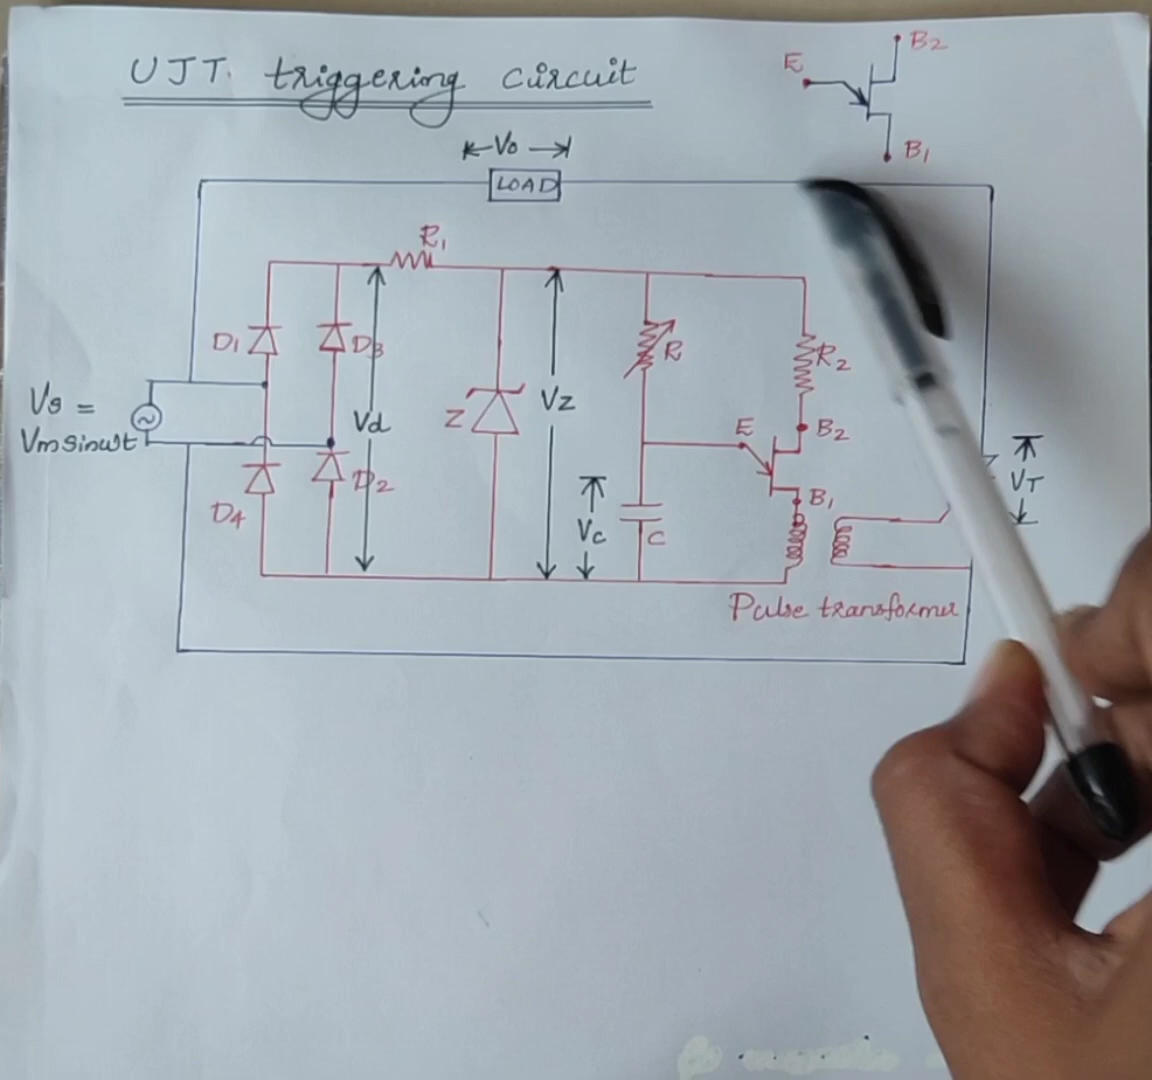 UJT triggering circuit
B2
E
B1
Vo
LOAD
R1
D1
D3
R
R2
Vs =
Vm sinωt
Vd
Z
Vz
E
B2
D4
D2
Vc
C
B1
VT
Pulse transformer